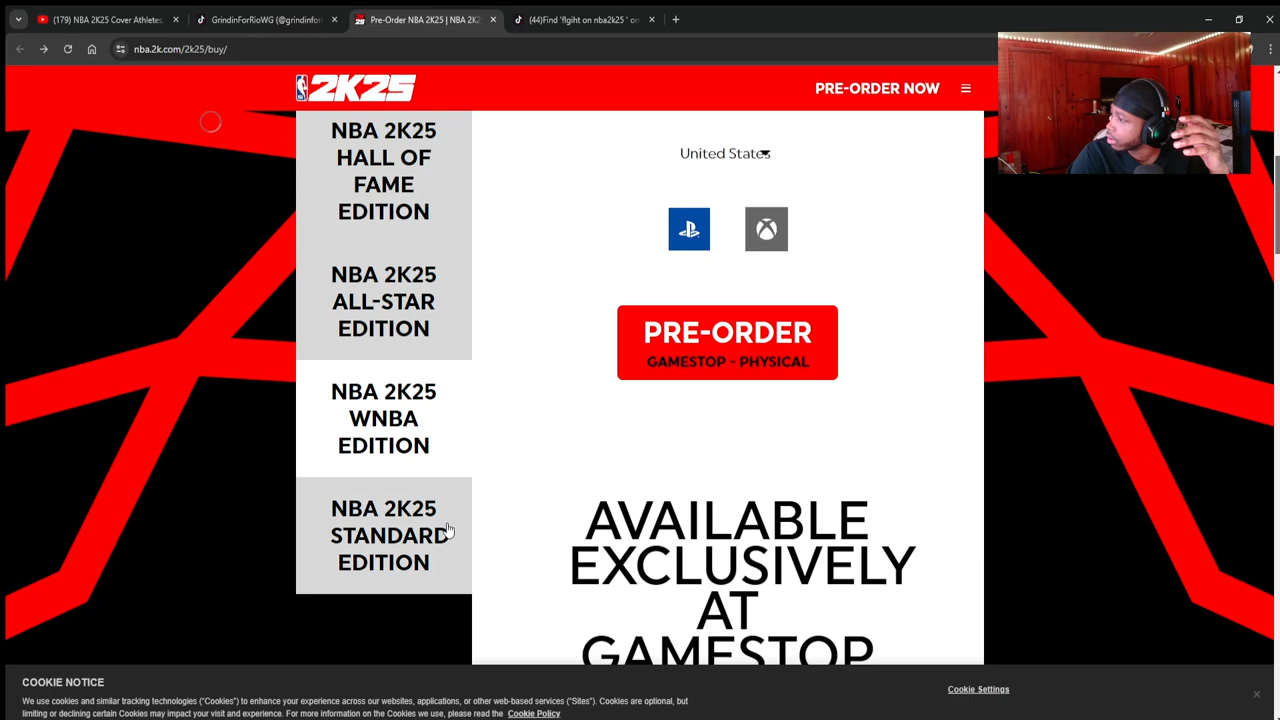 (179) NBA 2K25 Cover Athletes
GrindinForRioWG (@grindinfor
Pre-Order NBA 2K25 | NBA 2K
(44)Find 'flgiht on nba2k25 ' on
nba.2k.com/2k25/buy/
2K25
PRE-ORDER NOW
NBA 2K25
HALL OF
FAME
EDITION
NBA 2K25
ALL-STAR
EDITION
NBA 2K25
WNBA
EDITION
NBA 2K25
STANDARD
EDITION
United States
PRE-ORDER
GAMESTOP - PHYSICAL
AVAILABLE
EXCLUSIVELY
AT
GAMESTOP
COOKIE NOTICE
We use cookies and similar tracking technologies ("Cookies") to enhance your experience across our websites, applications, or other web-based services ("Sites"). Cookies are optional, but
limiting or declining certain Cookies may impact your visit and experience. For more information on the Cookies we use, please read the Cookie Policy
Cookie Settings